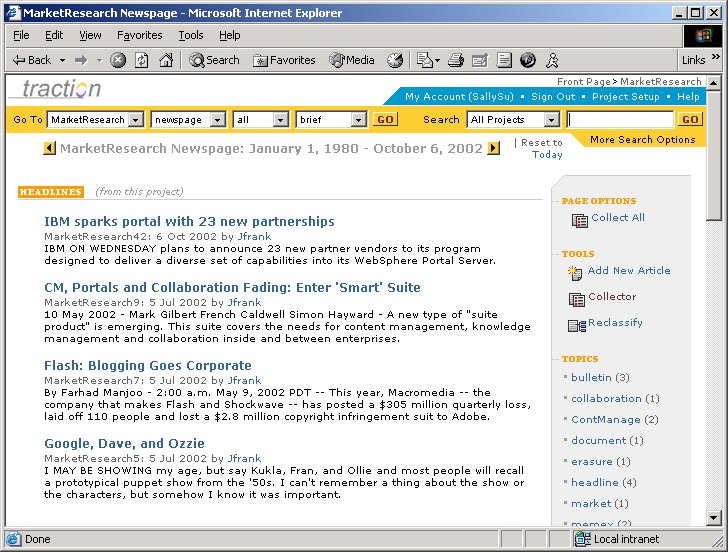 MarketResearch Newspage - Microsoft Internet Explorer
File Edit View Favorites Tools Help
Back Search Favorites Media Links »
Front Page > MarketResearch
traction
My Account (SallySu) • Sign Out • Project Setup • Help
Go To MarketResearch newspage all brief GO Search All Projects GO
More Search Options
MarketResearch Newspage: January 1, 1980 - October 6, 2002
| Reset to
Today
HEADLINES (from this project)
IBM sparks portal with 23 new partnerships
MarketResearch42: 6 Oct 2002 by Jfrank
IBM ON WEDNESDAY plans to announce 23 new partner vendors to its program
designed to deliver a diverse set of capabilities into its WebSphere Portal Server.
CM, Portals and Collaboration Fading: Enter 'Smart' Suite
MarketResearch9: 5 Jul 2002 by Jfrank
10 May 2002 - Mark Gilbert French Caldwell Simon Hayward - A new type of "suite
product" is emerging. This suite covers the needs for content management, knowledge
management and collaboration inside and between enterprises.
Flash: Blogging Goes Corporate
MarketResearch7: 5 Jul 2002 by Jfrank
By Farhad Manjoo - 2:00 a.m. May 9, 2002 PDT -- This year, Macromedia -- the
company that makes Flash and Shockwave -- has posted a $305 million quarterly loss,
laid off 110 people and lost a $2.8 million copyright infringement suit to Adobe.
Google, Dave, and Ozzie
MarketResearch5: 5 Jul 2002 by Jfrank
I MAY BE SHOWING my age, but say Kukla, Fran, and Ollie and most people will recall
a prototypical puppet show from the '50s. I can't remember a thing about the show or
the characters, but somehow I know it was important.
PAGE OPTIONS
Collect All
TOOLS
Add New Article
Collector
Reclassify
TOPICS
• bulletin (3)
• collaboration (1)
• ContManage (2)
• document (1)
• erasure (1)
• headline (4)
• market (1)
• memex (2)
Done Local intranet